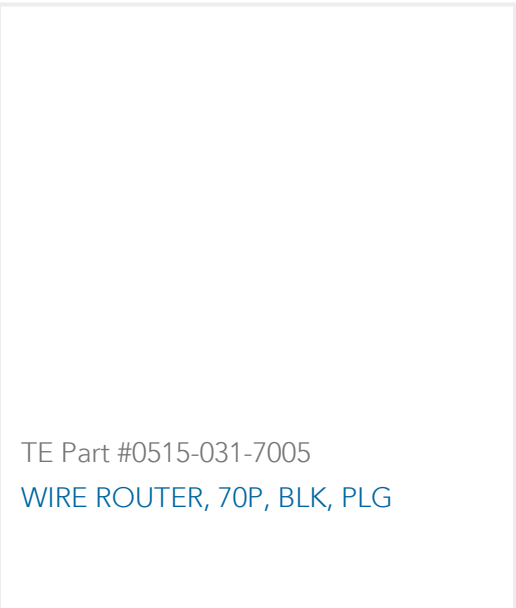 TE Part #0515-031-7005
WIRE ROUTER, 70P, BLK, PLG